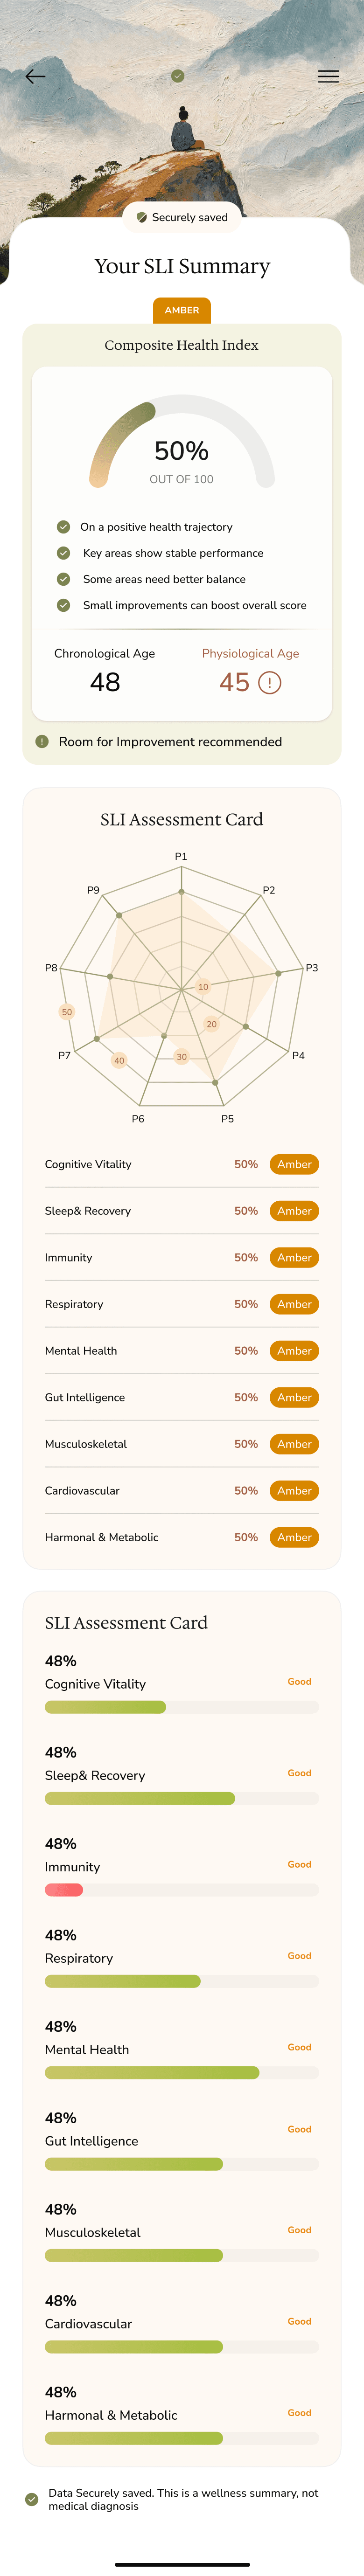 Securely saved
Your SLI Summary
AMBER
Composite Health Index
50%
OUT OF 100
On a positive health trajectory
Key areas show stable performance
Some areas need better balance
Small improvements can boost overall score
Chronological Age
Physiological Age
48
45 !
! Room for Improvement recommended
SLI Assessment Card
P1
P9
P2
P8
P3
10
50
20
P7
40
30
P4
P6
P5
Cognitive Vitality 50% Amber
Sleep& Recovery 50% Amber
Immunity 50% Amber
Respiratory 50% Amber
Mental Health 50% Amber
Gut Intelligence 50% Amber
Musculoskeletal 50% Amber
Cardiovascular 50% Amber
Harmonal & Metabolic 50% Amber
SLI Assessment Card
48%
Cognitive Vitality Good
48%
Sleep& Recovery Good
48%
Immunity Good
48%
Respiratory Good
48%
Mental Health Good
48%
Gut Intelligence Good
48%
Musculoskeletal Good
48%
Cardiovascular Good
48%
Harmonal & Metabolic Good
Data Securely saved. This is a wellness summary, not
medical diagnosis